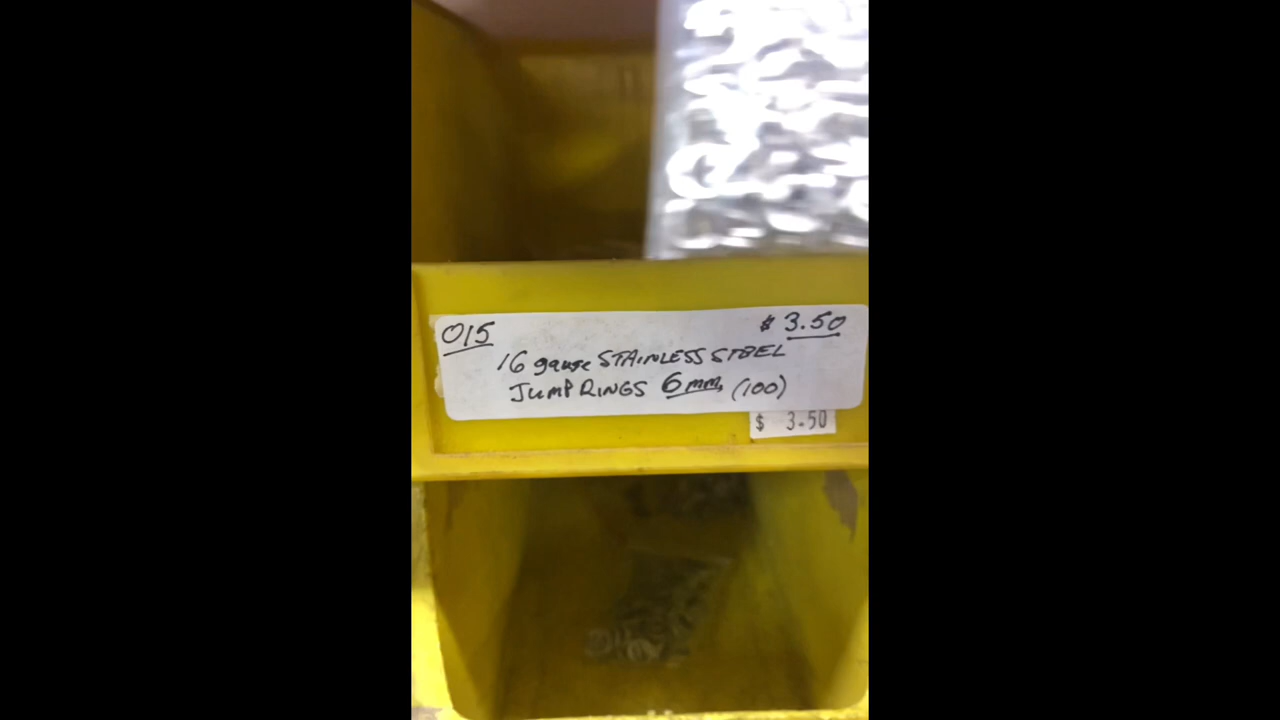 015
$ 3.50
16 gauge STAINLESS STEEL
JUMP RINGS 6mm, (100)
$ 3.50